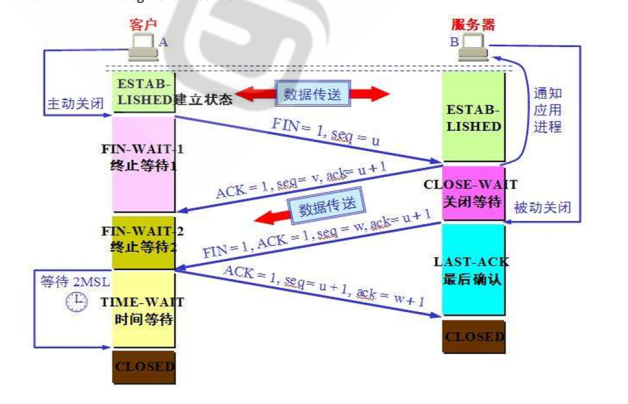 客户
服务器
A
B
ESTAB-
LISHED建立状态
数据传送
通知
应用
进程
主动关闭
ESTAB-
LISHED
FIN = 1, seq = u
FIN-WAIT-1
终止等待1
ACK = 1, seq = v, ack= u + 1
CLOSE-WAIT
关闭等待
数据传送
被动关闭
FIN-WAIT-2
终止等待2
FIN = 1, ACK = 1, seq = w, ack= u + 1
LAST-ACK
最后确认
等待 2MSL
ACK = 1, seq = u + 1, ack = w + 1
TIME-WAIT
时间等待
CLOSED
CLOSED